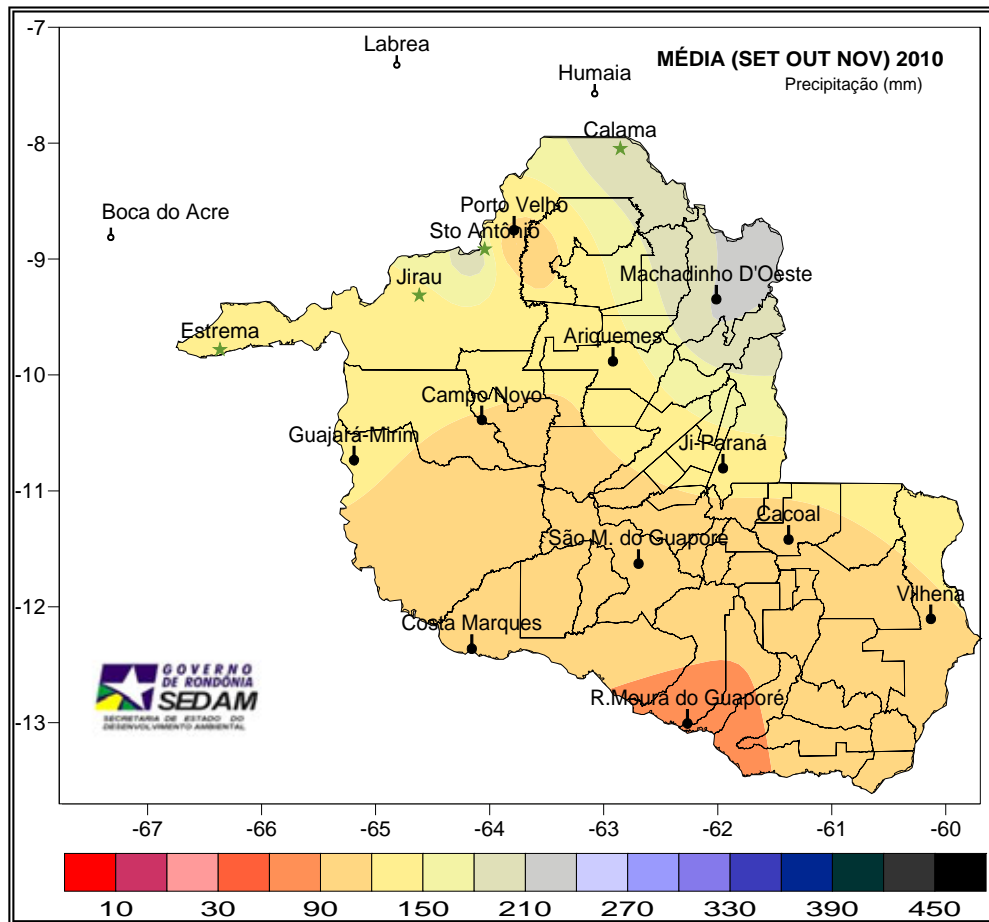 -7
Labrea
MÉDIA (SET OUT NOV) 2010
Humaia
Precipitação (mm)
Calama
-8
Boca do Acre
Porto Velho
Sto Antônio
-9
Jirau
Machadinho D'Oeste
Estrema
Ariquemes
-10
Campo Novo
Guajará-Mirim
Ji-Paraná
-11
Cacoal
São M. do Guaporé
-12
Vilhena
Costa Marques
GOVERNO
DE RONDÔNIA
SEDAM
SECRETARIA DE ESTADO DO
DESENVOLVIMENTO AMBIENTAL
R.Moura do Guaporé
-13
-67 -66 -65 -64 -63 -62 -61 -60
10 30 90 150 210 270 330 390 450